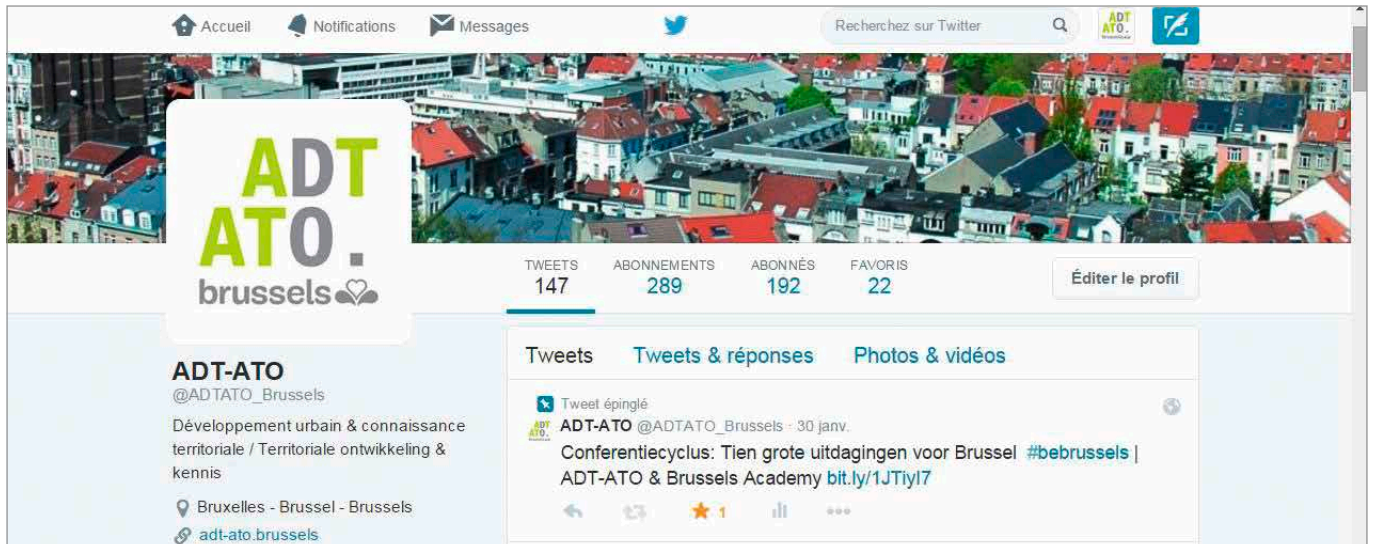 Accueil Notifications Messages Recherchez sur Twitter ADT ATO.
ADT
ATO.
brussels
TWEETS ABONNEMENTS ABONNÉS FAVORIS
147 289 192 22 Éditer le profil
Tweets Tweets & réponses Photos & vidéos
ADT-ATO
@ADTATO_Brussels
Développement urbain & connaissance
territoriale / Territoriale ontwikkeling &
kennis
Bruxelles - Brussel - Brussels
adt-ato.brussels
Tweet épinglé
ADT ATO.
ADT-ATO @ADTATO_Brussels · 30 janv.
Conferentiecyclus: Tien grote uitdagingen voor Brussel #bebrussels |
ADT-ATO & Brussels Academy bit.ly/1JTiyI7
1